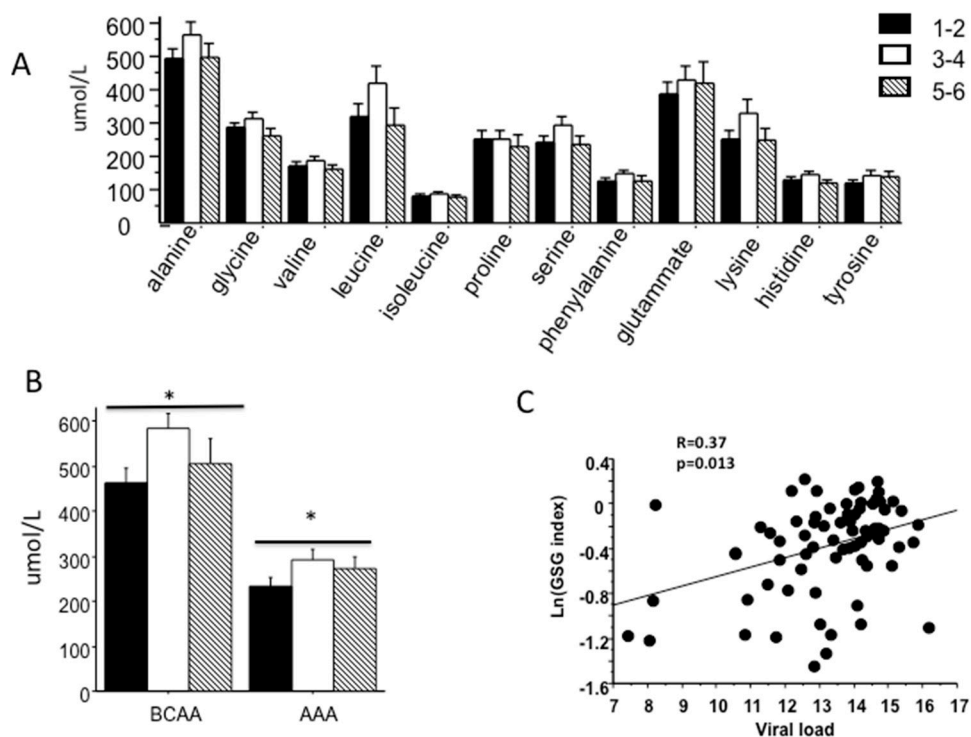 A
umol/L
600
500
400
300
200
100
0
1-2
3-4
5-6
alanine
glycine
valine
leucine
isoleucine
proline
serine
phenylalanine
glutammate
lysine
histidine
tyrosine
B
umol/L
600
500
400
300
200
100
0
*
*
BCAA
AAA
C
R=0.37
p=0.013
Ln(GSG index)
0.4
0
-0.4
-0.8
-1.2
-1.6
7 8 9 10 11 12 13 14 15 16 17
Viral load